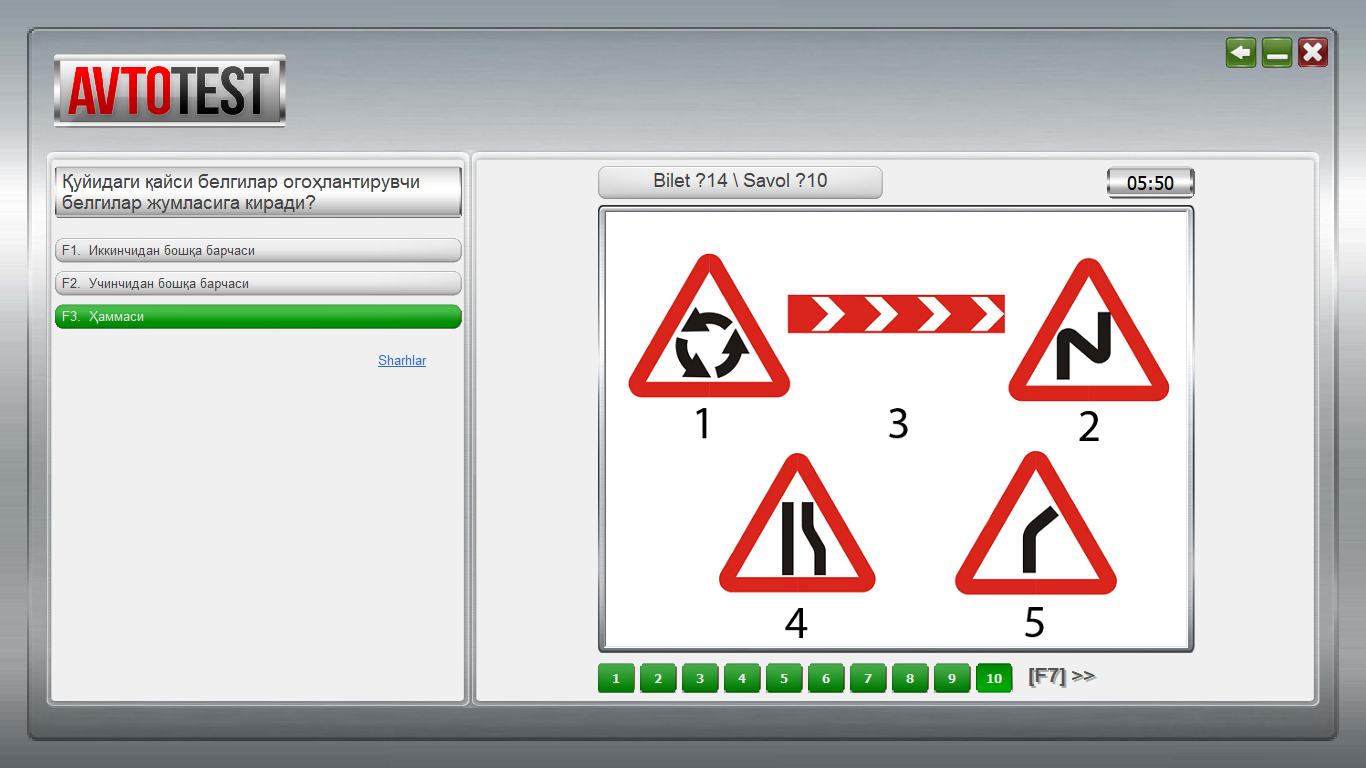 AVTOTEST
Қуйидаги қайси белгилар огоҳлантирувчи
белгилар жумласига киради?
F1. Иккинчидан бошқа барчаси
F2. Учинчидан бошқа барчаси
F3. Ҳаммаси
Sharhlar
Bilet ?14 \ Savol ?10
05:50
1
3
2
4
5
1 2 3 4 5 6 7 8 9 10 [F7] >>